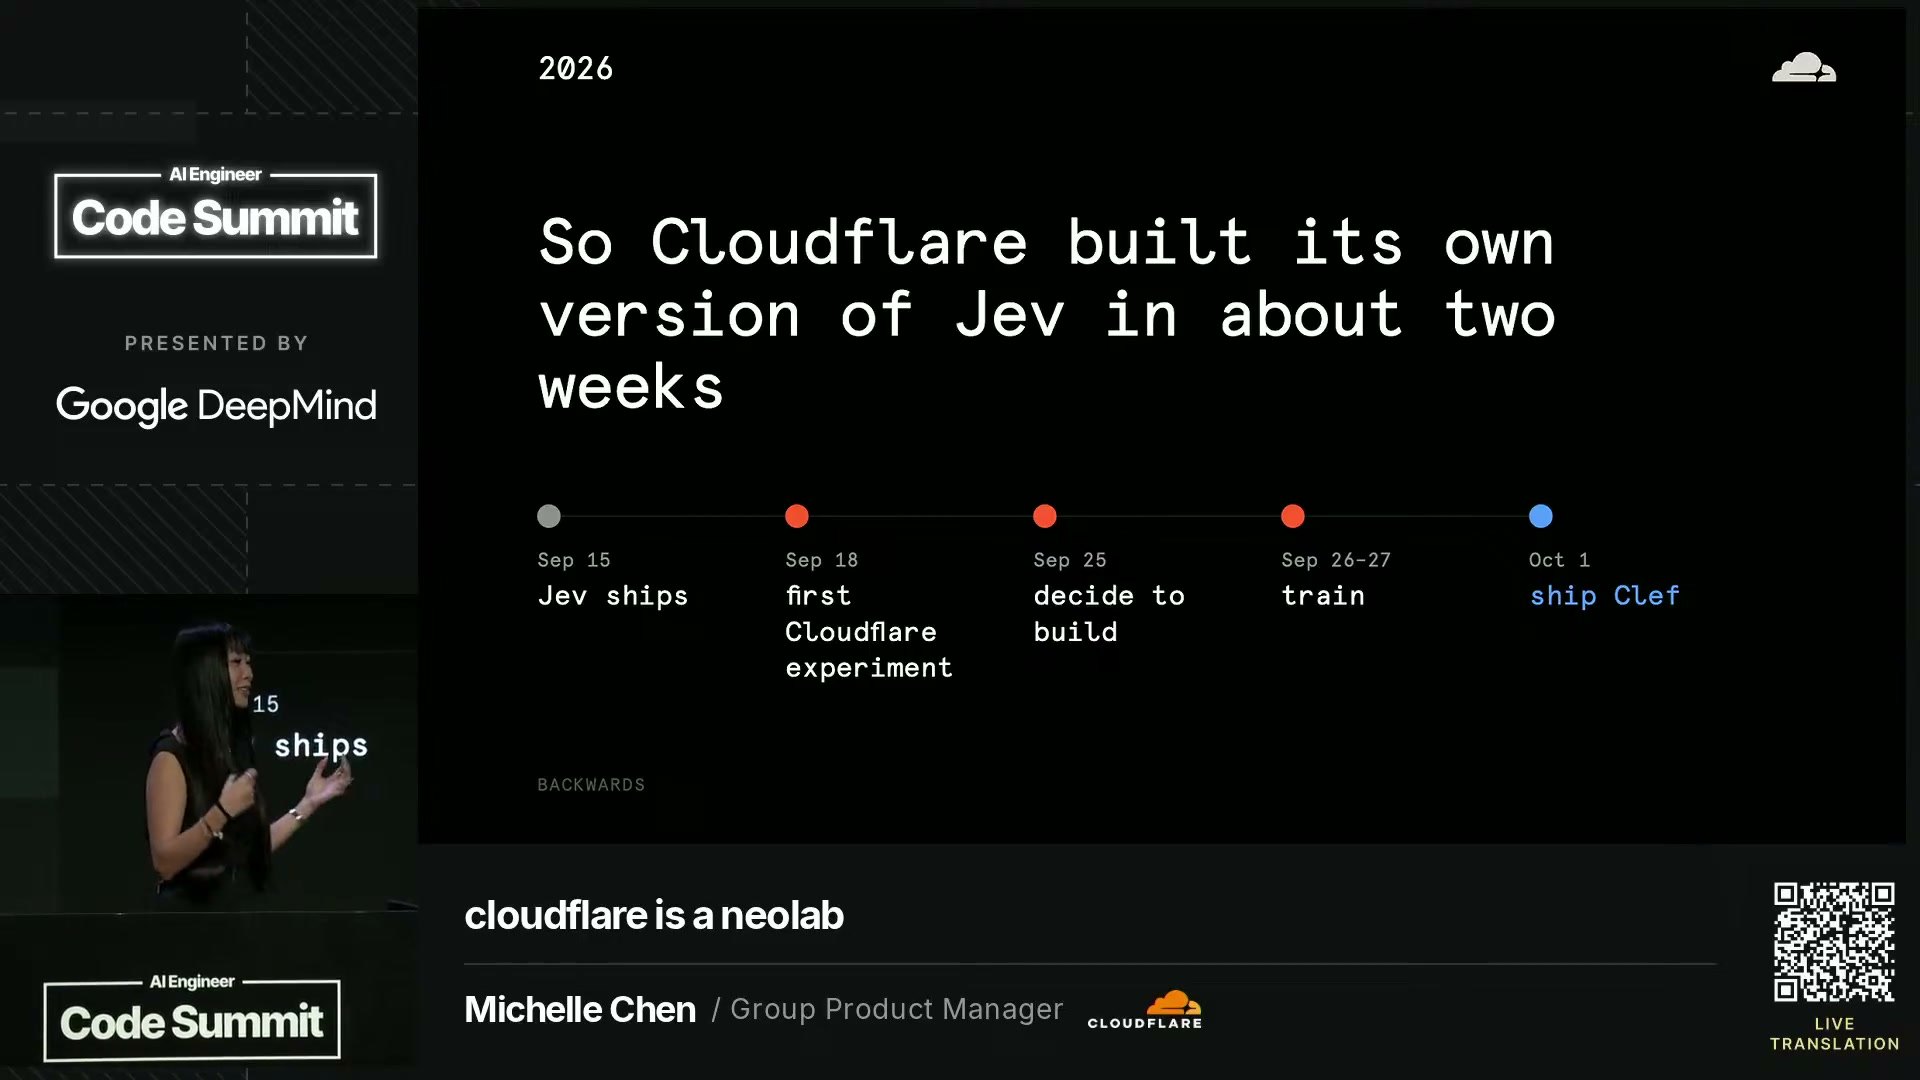 AI Engineer
Code Summit
PRESENTED BY
Google DeepMind
2026
So Cloudflare built its own
version of Jev in about two
weeks
Sep 15
Jev ships
Sep 18
first
Cloudflare
experiment
Sep 25
decide to
build
Sep 26-27
train
Oct 1
ship Clef
BACKWARDS
15
ships
AI Engineer
Code Summit
cloudflare is a neolab
Michelle Chen / Group Product Manager
CLOUDFLARE
LIVE
TRANSLATION